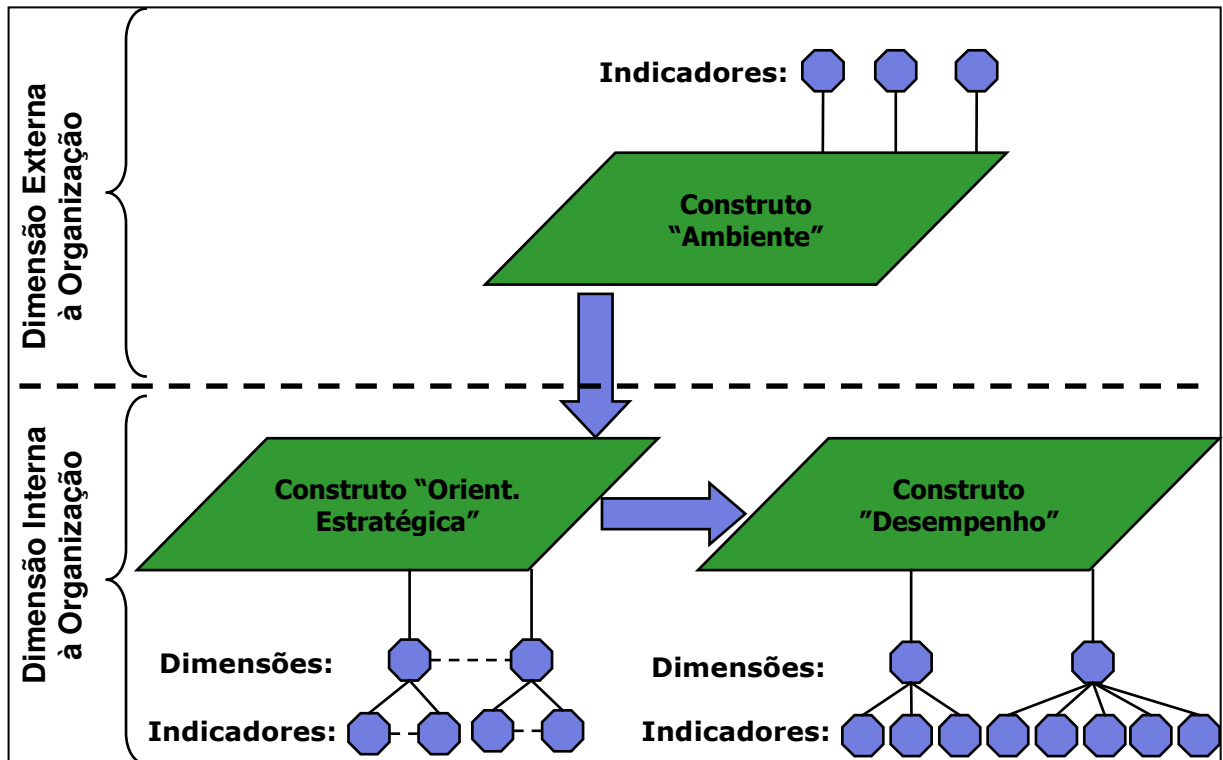 Dimensão Externa
à Organização
Indicadores:
Construto
“Ambiente”
Dimensão Interna
à Organização
Construto “Orient.
Estratégica”
Construto
”Desempenho”
Dimensões:
Indicadores:
Dimensões:
Indicadores: